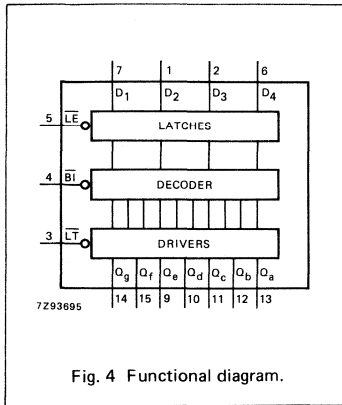 7 1 2 6
D1 D2 D3 D4
5 LE
LATCHES
4 BI
DECODER
3 LT
DRIVERS
Qg Qf Qe Qd Qc Qb Qa
14 15 9 10 11 12 13
7Z93695
Fig. 4 Functional diagram.